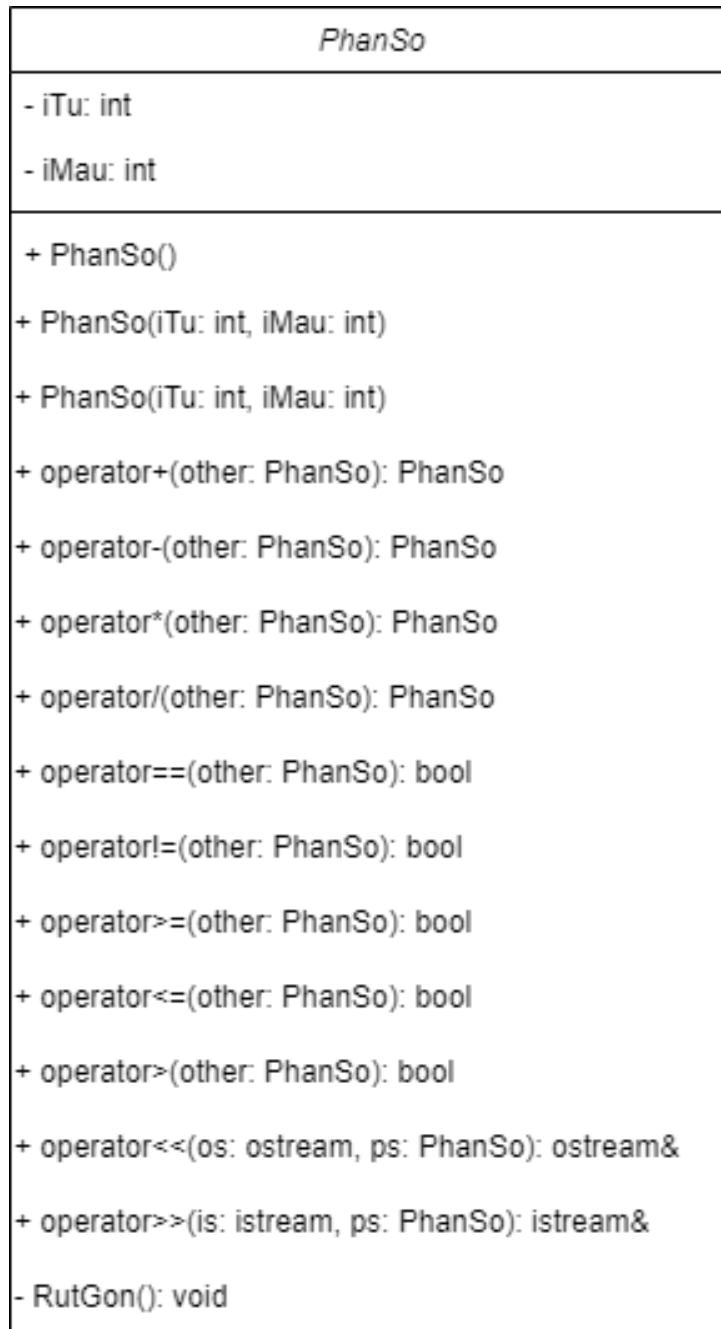 PhanSo
- iTu: int
- iMau: int
+ PhanSo()
+ PhanSo(iTu: int, iMau: int)
+ PhanSo(iTu: int, iMau: int)
+ operator+(other: PhanSo): PhanSo
+ operator-(other: PhanSo): PhanSo
+ operator*(other: PhanSo): PhanSo
+ operator/(other: PhanSo): PhanSo
+ operator==(other: PhanSo): bool
+ operator!=(other: PhanSo): bool
+ operator>=(other: PhanSo): bool
+ operator<=(other: PhanSo): bool
+ operator>(other: PhanSo): bool
+ operator<<(os: ostream, ps: PhanSo): ostream&
+ operator>>(is: istream, ps: PhanSo): istream&
- RutGon(): void